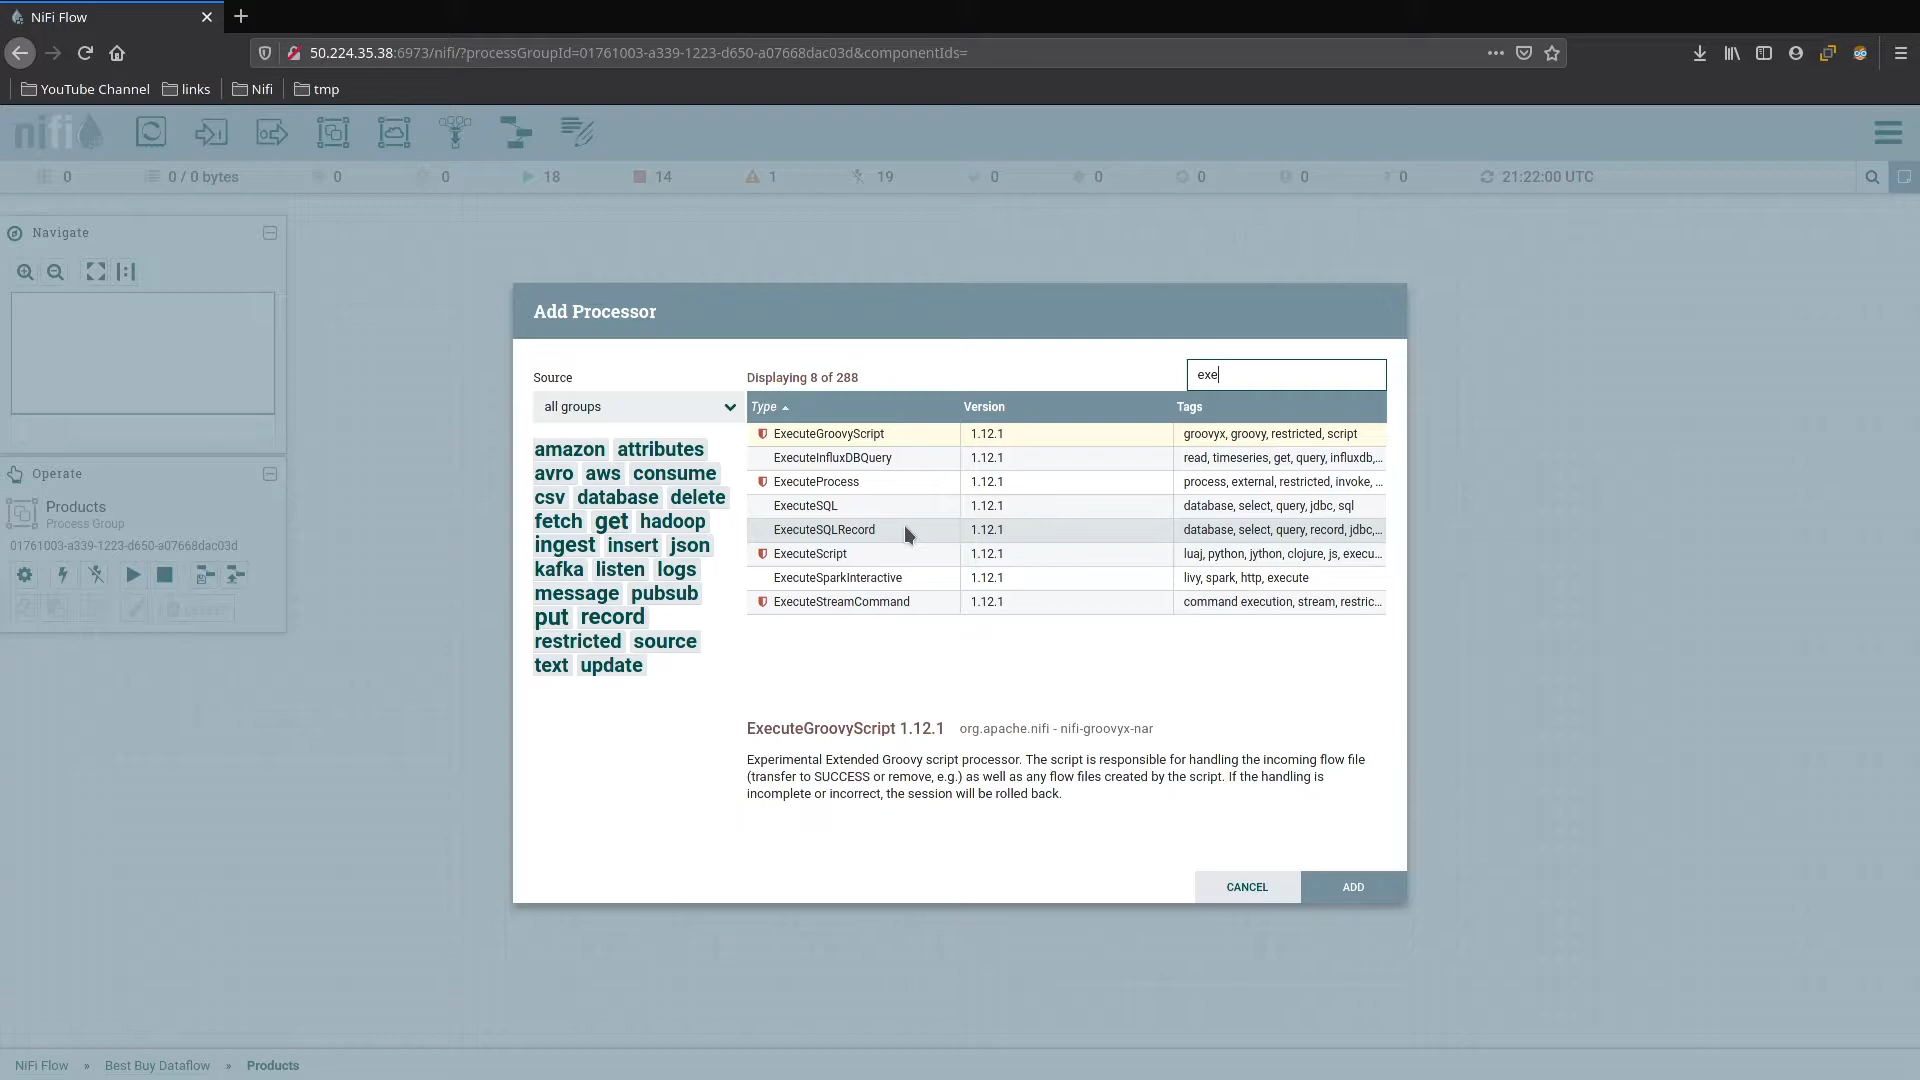 NiFi Flow
50.224.35.38:6973/nifi/?processGroupId=01761003-a339-1223-d650-a07668dac03d&componentIds=
YouTube Channel links Nifi tmp
nifi
0 0 / 0 bytes 0 0 18 14 1 19 0 0 0 0 0 21:22:00 UTC
Navigate
Operate
Products
Process Group
01761003-a339-1223-d650-a07668dac03d
DELETE
Add Processor
Source
Displaying 8 of 288
exe
all groups
Type Version Tags
amazon attributes
avro aws consume
csv database delete
fetch get hadoop
ingest insert json
kafka listen logs
message pubsub
put record
restricted source
text update
ExecuteGroovyScript 1.12.1 groovyx, groovy, restricted, script
ExecuteInfluxDBQuery 1.12.1 read, timeseries, get, query, influxdb,...
ExecuteProcess 1.12.1 process, external, restricted, invoke, ...
ExecuteSQL 1.12.1 database, select, query, jdbc, sql
ExecuteSQLRecord 1.12.1 database, select, query, record, jdbc,...
ExecuteScript 1.12.1 luaj, python, jython, clojure, js, execu...
ExecuteSparkInteractive 1.12.1 livy, spark, http, execute
ExecuteStreamCommand 1.12.1 command execution, stream, restric...
ExecuteGroovyScript 1.12.1 org.apache.nifi - nifi-groovyx-nar
Experimental Extended Groovy script processor. The script is responsible for handling the incoming flow file
(transfer to SUCCESS or remove, e.g.) as well as any flow files created by the script. If the handling is
incomplete or incorrect, the session will be rolled back.
CANCEL ADD
NiFi Flow » Best Buy Dataflow » Products